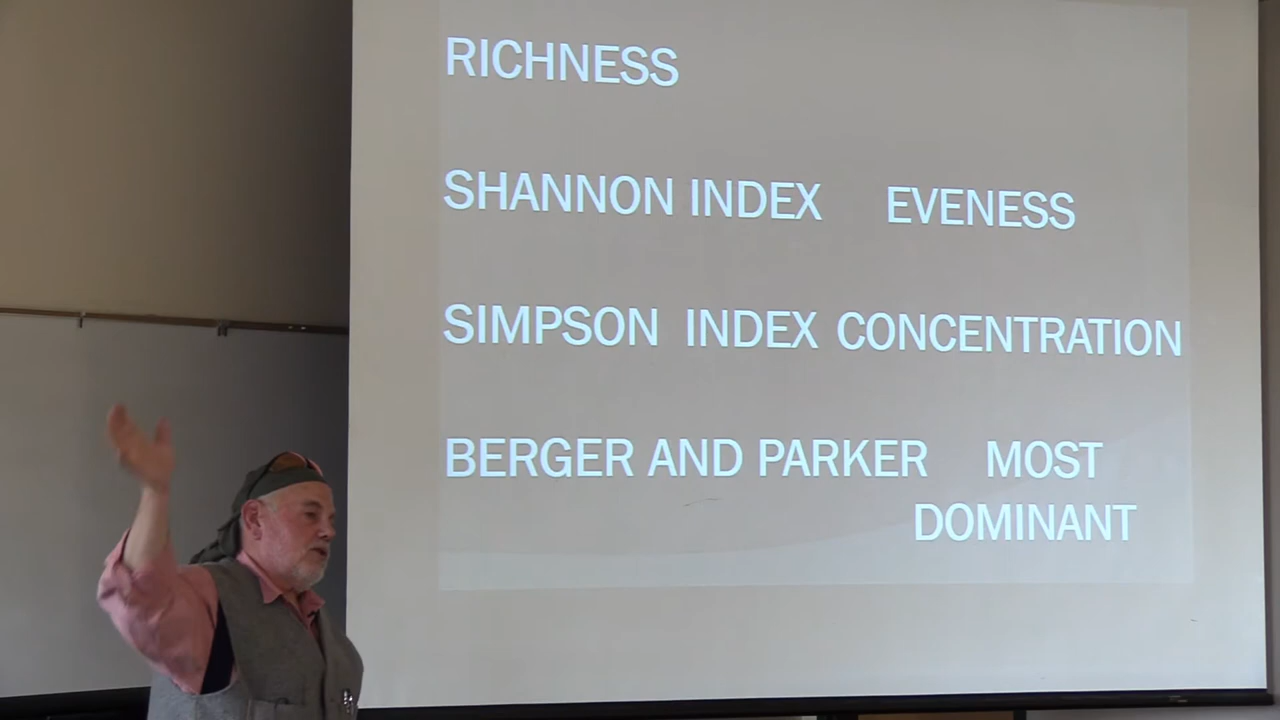 RICHNESS
SHANNON INDEX EVENESS
SIMPSON INDEX CONCENTRATION
BERGER AND PARKER MOST
DOMINANT